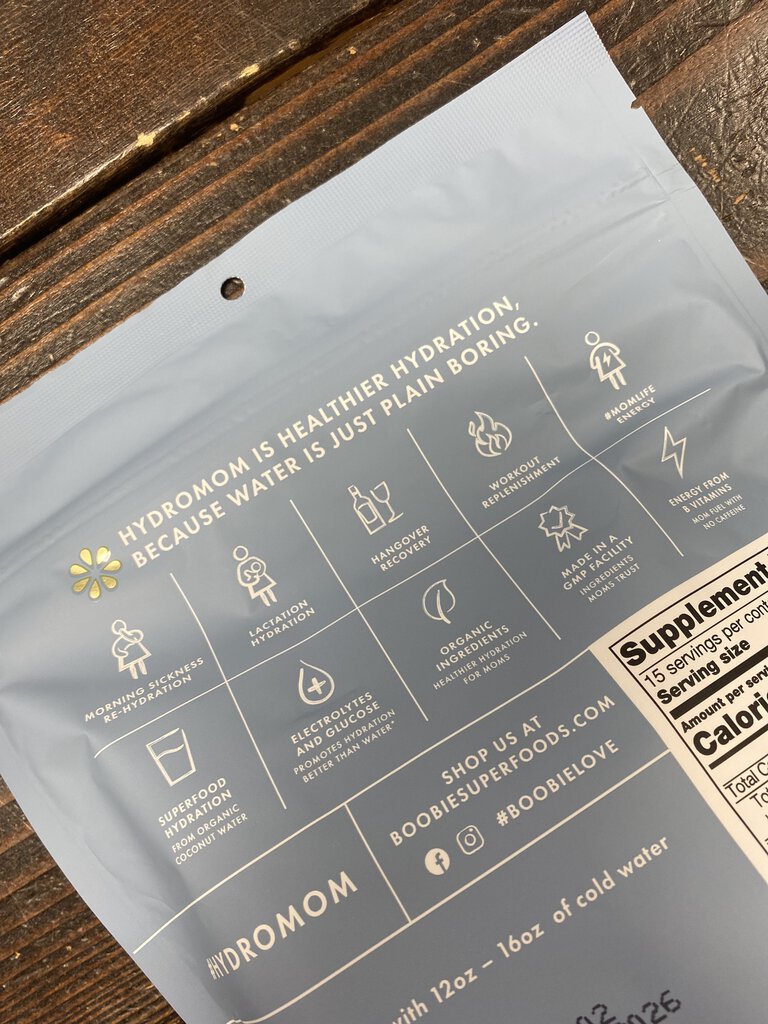 HYDROMOM IS HEALTHIER HYDRATION,
BECAUSE WATER IS JUST PLAIN BORING.
MORNING SICKNESS
RE-HYDRATION
LACTATION
HYDRATION
HANGOVER
RECOVERY
WORKOUT
REPLENISHMENT
#MOMLIFE
ENERGY
SUPERFOOD
HYDRATION
FROM ORGANIC
COCONUT WATER
ELECTROLYTES
AND GLUCOSE
PROMOTES HYDRATION
BETTER THAN WATER*
ORGANIC
INGREDIENTS
HEALTHIER HYDRATION
FOR MOMS
MADE IN A
GMP FACILITY
INGREDIENTS
MOMS TRUST
ENERGY FROM
B VITAMINS
MOM FUEL WITH
NO CAFFEINE
#HYDROMOM
SHOP US AT
BOOBIESUPERFOODS.COM
#BOOBIELOVE
with 12oz – 16oz of cold water
Supplement
15 servings per
Serving size
Amount per
Total